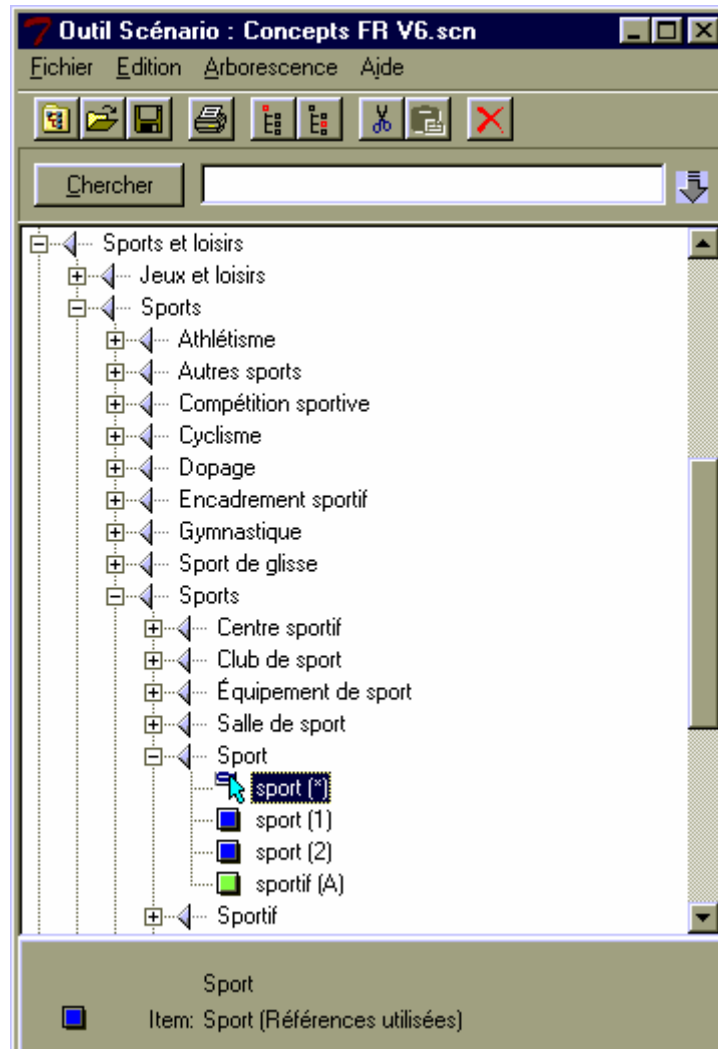 Outil Scénario : Concepts FR V6.scn
Fichier Edition Arborescence Aide
Chercher
Sports et loisirs
Jeux et loisirs
Sports
Athlétisme
Autres sports
Compétition sportive
Cyclisme
Dopage
Encadrement sportif
Gymnastique
Sport de glisse
Sports
Centre sportif
Club de sport
Équipement de sport
Salle de sport
Sport
sport (*)
sport (1)
sport (2)
sportif (A)
Sportif
Sport
Item: Sport (Références utilisées)